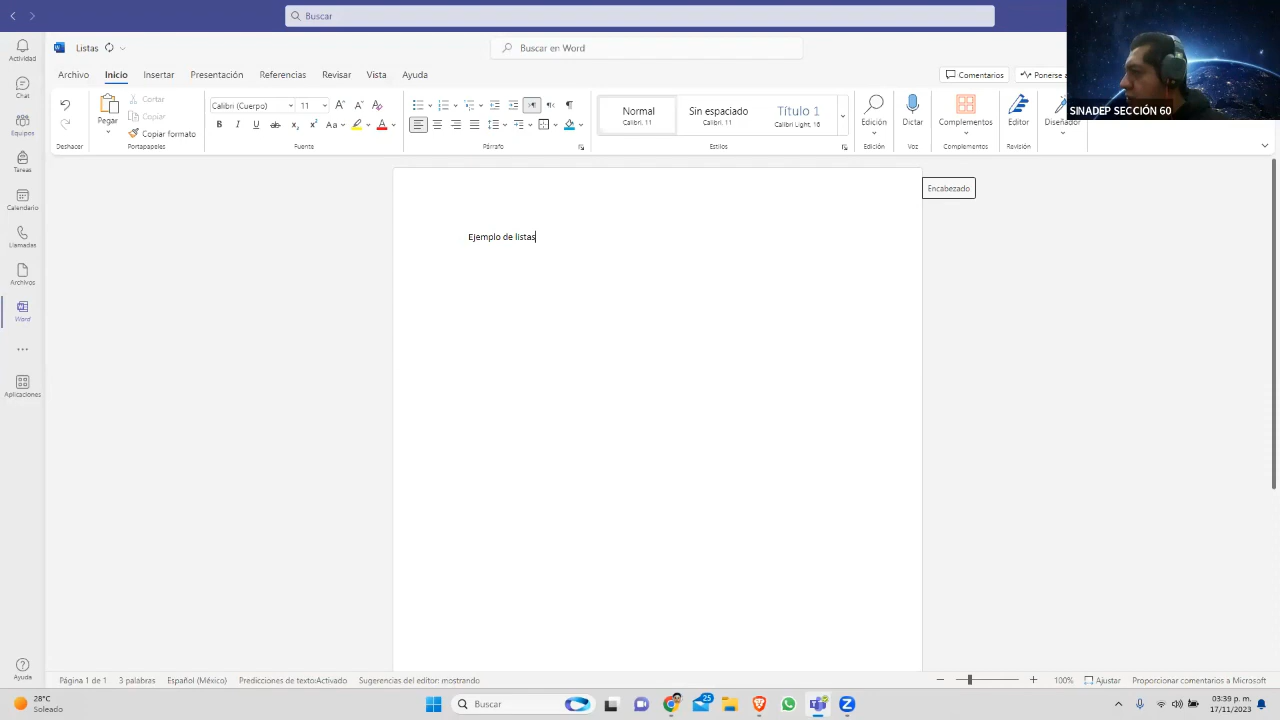 Buscar
Actividad
Chat
Equipos
Tareas
Calendario
Llamadas
Archivos
Word
Aplicaciones
Ayuda
Listas
Buscar en Word
Archivo Inicio Insertar Presentación Referencias Revisar Vista Ayuda
Comentarios
Ponerse a
SINADEP SECCIÓN 60
Deshacer
Pegar
Cortar
Copiar
Copiar formato
Portapapeles
Calibri (Cuerpo) 11
Fuente
Párrafo
Normal
Calibri, 11
Sin espaciado
Calibri, 11
Título 1
Calibri Light, 16
Estilos
Edición
Edición
Dictar
Voz
Complementos
Complementos
Editor
Revisión
Diseñador
Encabezado
Ejemplo de listas
Página 1 de 1 3 palabras Español (México) Predicciones de texto:Activado Sugerencias del editor: mostrando
100% Ajustar Proporcionar comentarios a Microsoft
28°C
Soleado
Buscar
25
03:39 p. m.
17/11/2023